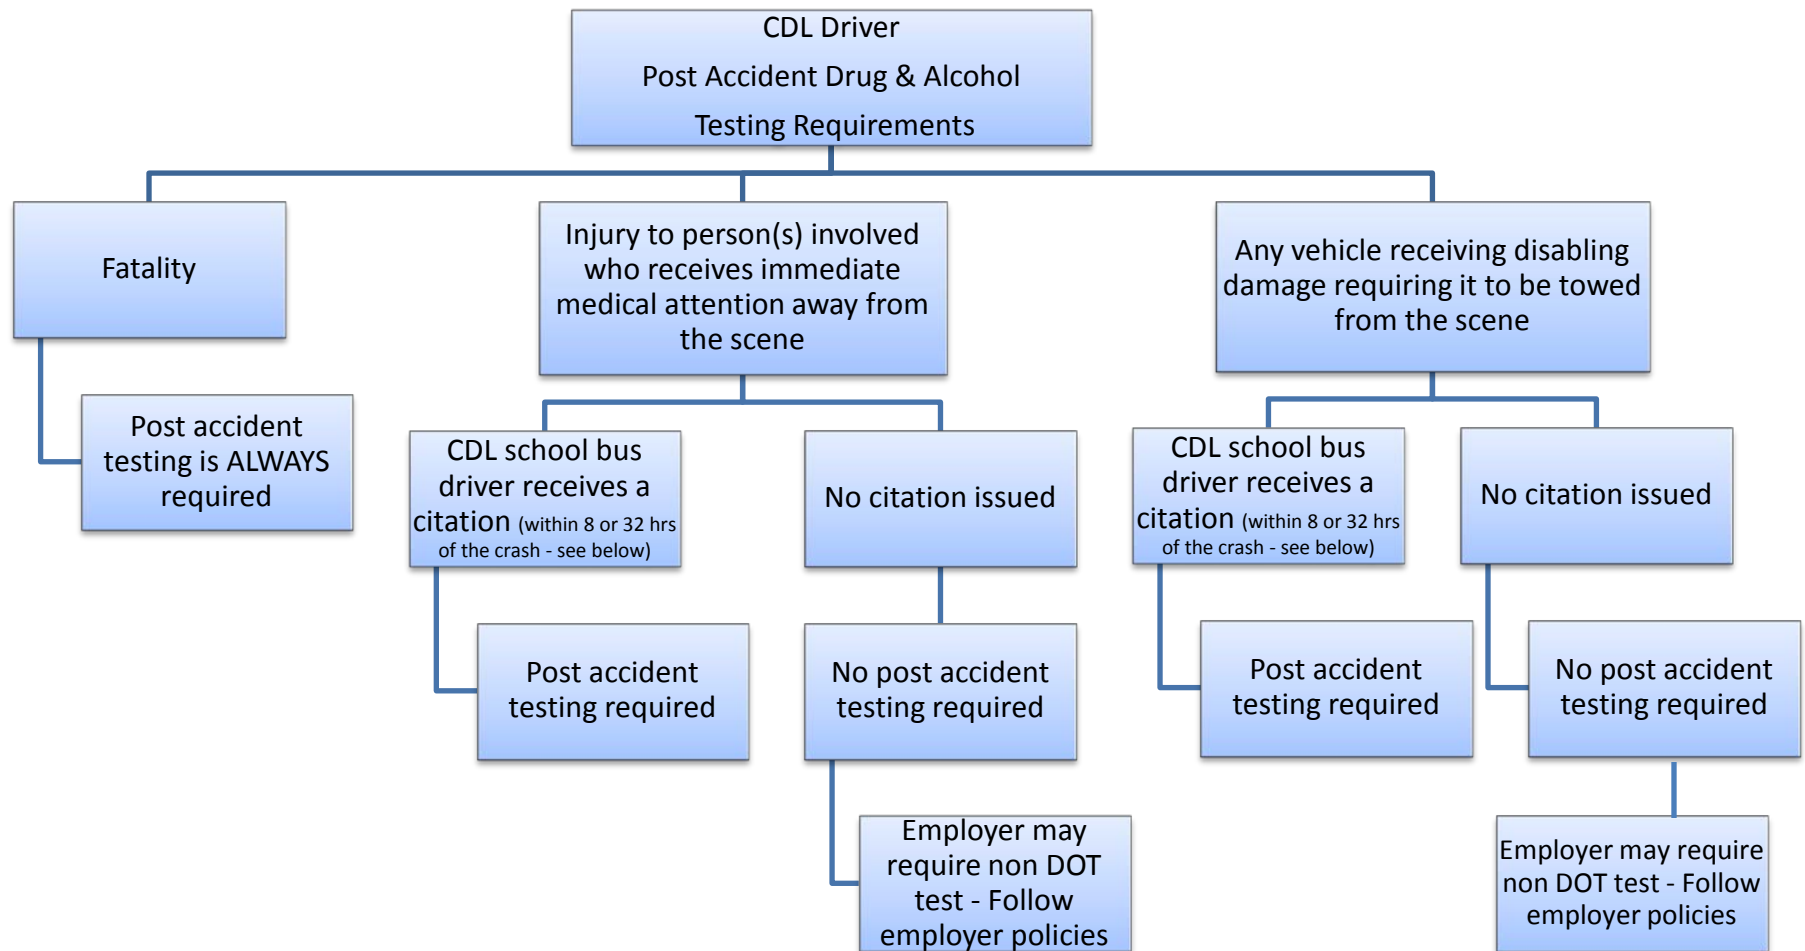 CDL Driver
Post Accident Drug & Alcohol
Testing Requirements
Fatality
Post accident
testing is ALWAYS
required
Injury to person(s) involved
who receives immediate
medical attention away from
the scene
CDL school bus
driver receives a
citation (within 8 or 32 hrs
of the crash - see below)
Post accident
testing required
No citation issued
No post accident
testing required
Employer may
require non DOT
test - Follow
employer policies
Any vehicle receiving disabling
damage requiring it to be towed
from the scene
CDL school bus
driver receives a
citation (within 8 or 32 hrs
of the crash - see below)
Post accident
testing required
No citation issued
No post accident
testing required
Employer may require
non DOT test - Follow
employer policies